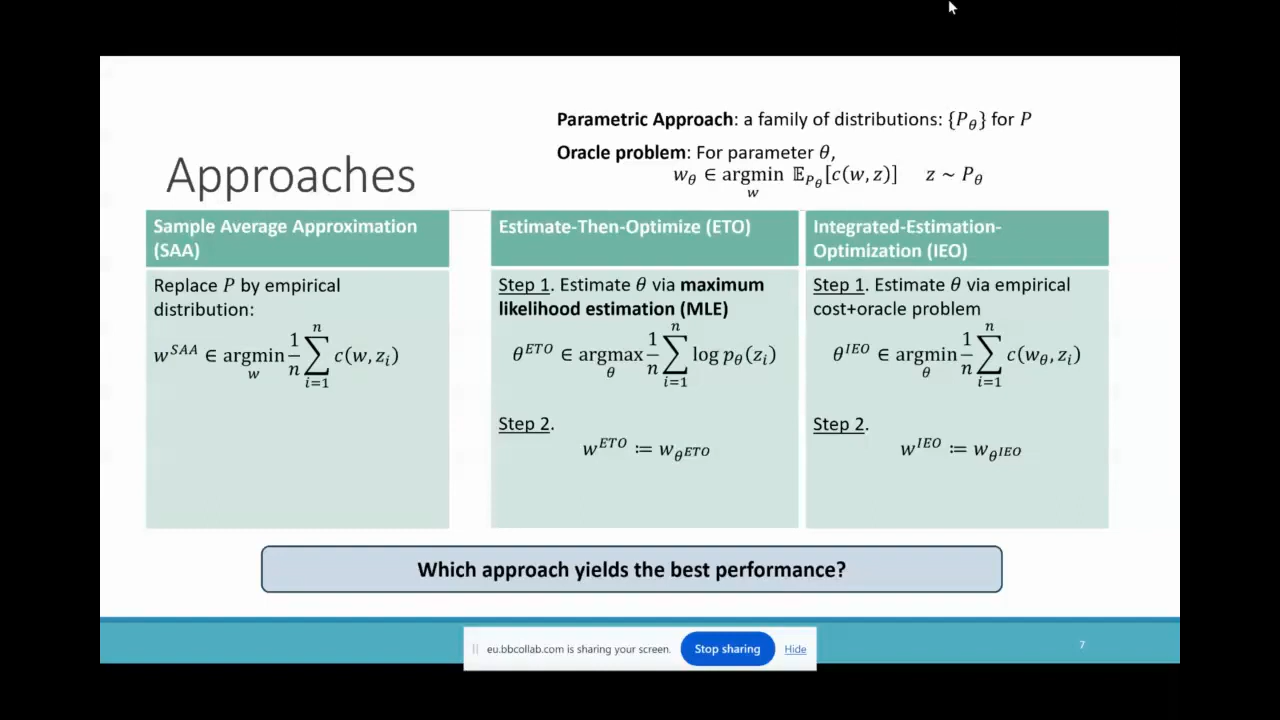 Parametric Approach: a family of distributions: {P_θ} for P
Oracle problem: For parameter θ,
w_θ ∈ argmin_w 𝔼_{P_θ}[c(w, z)]   z ~ P_θ
Approaches
Sample Average Approximation
(SAA)
Replace P by empirical
distribution:
w^{SAA} ∈ argmin_w 1/n ∑_{i=1}^{n} c(w, z_i)
Estimate-Then-Optimize (ETO)
Step 1. Estimate θ via maximum
likelihood estimation (MLE)
θ^{ETO} ∈ argmax_θ 1/n ∑_{i=1}^{n} log p_θ(z_i)
Step 2.
w^{ETO} ≔ w_{θ^{ETO}}
Integrated-Estimation-
Optimization (IEO)
Step 1. Estimate θ via empirical
cost+oracle problem
θ^{IEO} ∈ argmin_θ 1/n ∑_{i=1}^{n} c(w_θ, z_i)
Step 2.
w^{IEO} ≔ w_{θ^{IEO}}
Which approach yields the best performance?
eu.bbcollab.com is sharing your screen.
Stop sharing
Hide
7